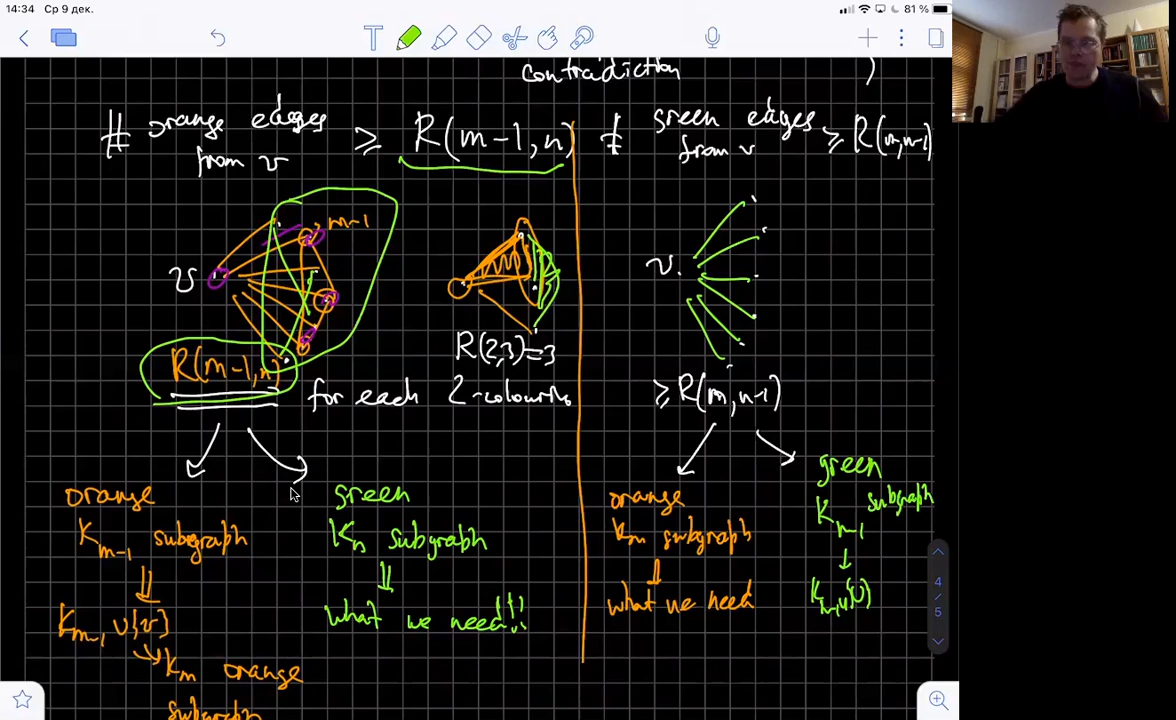 14:34 Ср 9 дек.
81 %
contradiction )
# orange edges from v ≥ R(m-1,n)
# green edges from v ≥ R(m,n-1)
m-1
v
R(m-1,n)
for each 2-colouring
R(2,3)=3
v.
≥ R(m,n-1)
orange
K_{m-1} subgraph
⇓
K_{m-1} ∪ {v}
→ K_m orange
subgraph
green
K_n subgraph
⇓
what we need!!
orange
K_m subgraph
⇓
what we need
green
K_{n-1} subgraph
↓
K_{n-1} ∪ {v}
4
/
5